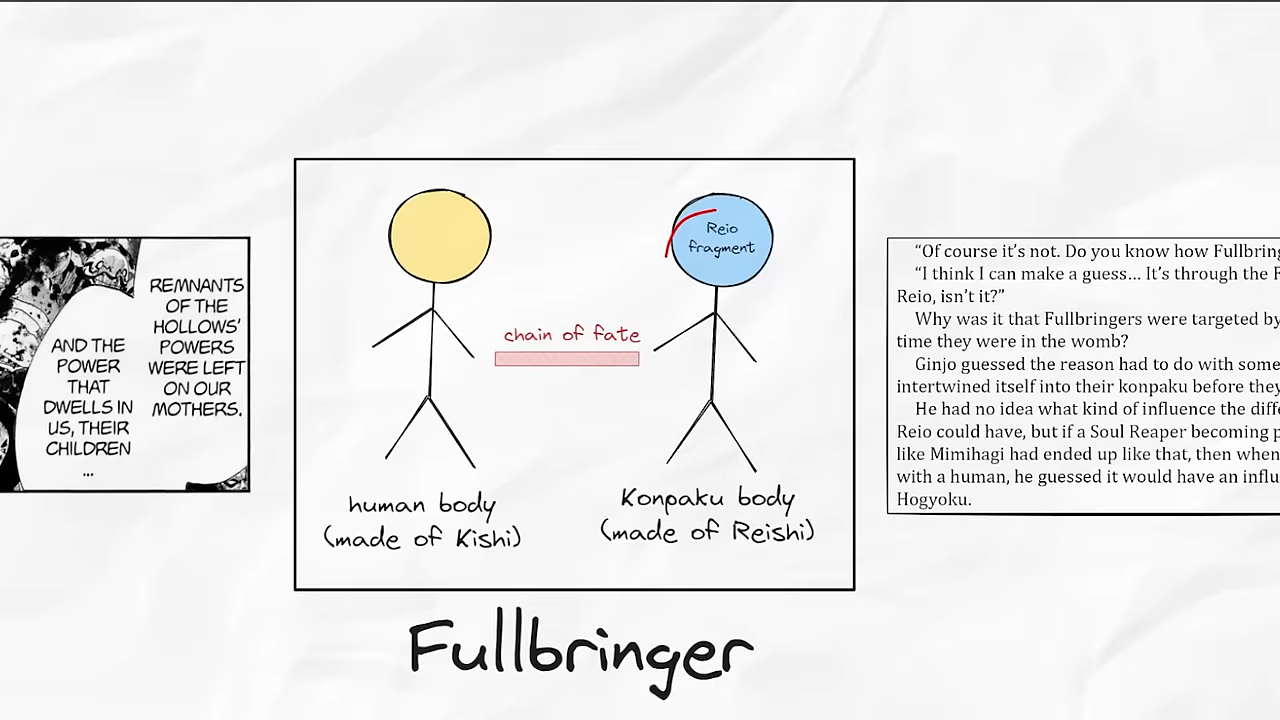 REMNANTS
OF THE
HOLLOWS'
POWERS
WERE LEFT
ON OUR
MOTHERS.
AND THE
POWER
THAT
DWELLS IN
US, THEIR
CHILDREN
...
Reio
fragment
chain of fate
human body
(made of Kishi)
Konpaku body
(made of Reishi)
Fullbringer
“Of course it’s not. Do you know how Fullbring
“I think I can make a guess… It’s through the
Reio, isn’t it?”
Why was it that Fullbringers were targeted by
time they were in the womb?
Ginjo guessed the reason had to do with some
intertwined itself into their konpaku before they
He had no idea what kind of influence the diffe
Reio could have, but if a Soul Reaper becoming
like Mimihagi had ended up like that, then when
with a human, he guessed it would have an influ
Hogyoku.